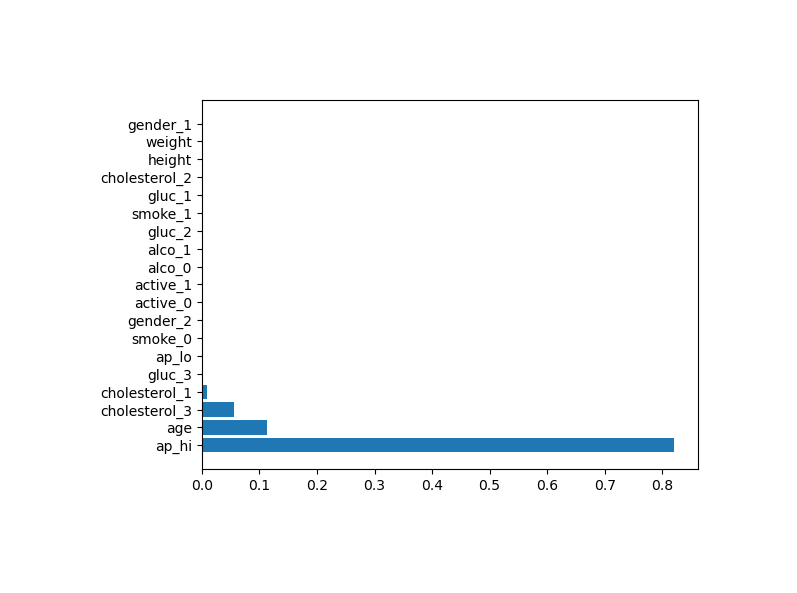 gender_1
weight
height
cholesterol_2
gluc_1
smoke_1
gluc_2
alco_1
alco_0
active_1
active_0
gender_2
smoke_0
ap_lo
gluc_3
cholesterol_1
cholesterol_3
age
ap_hi
0.0 0.1 0.2 0.3 0.4 0.5 0.6 0.7 0.8